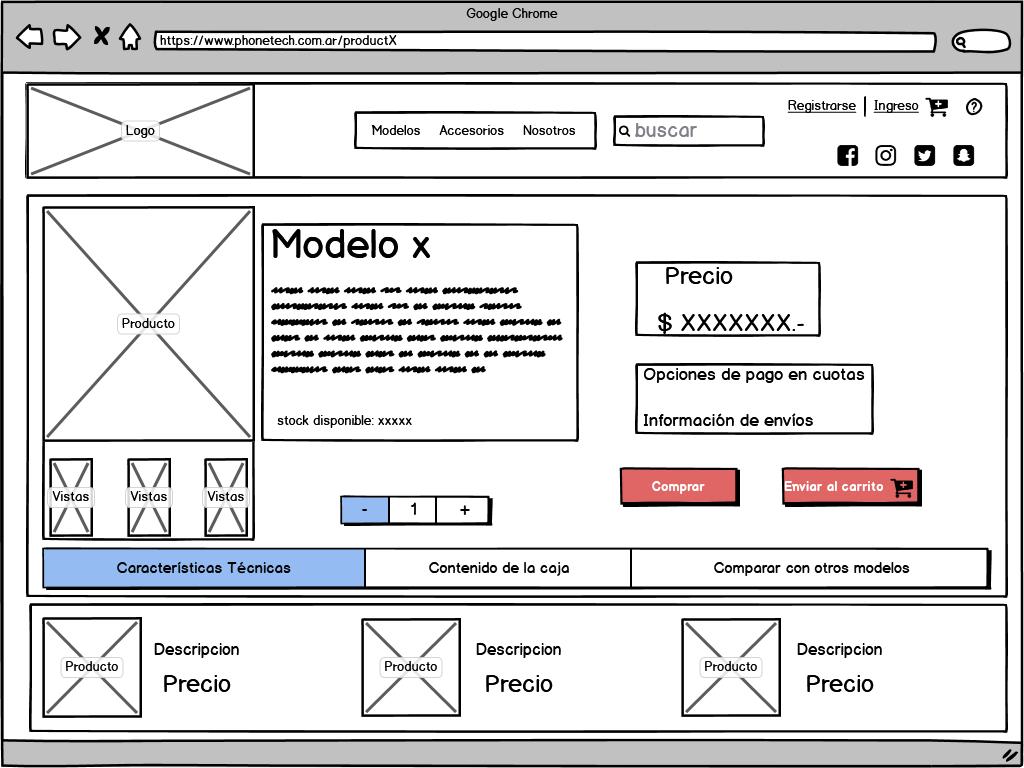 Google Chrome
https://www.phonetech.com.ar/productX
Logo
Modelos Accesorios Nosotros
buscar
Registrarse | Ingreso
Producto
Vistas Vistas Vistas
Modelo x
stock disponible: xxxxx
Precio
$ XXXXXXX.-
Opciones de pago en cuotas
Información de envíos
- 1 +
Comprar
Enviar al carrito
Características Técnicas
Contenido de la caja
Comparar con otros modelos
Producto
Descripcion
Precio
Producto
Descripcion
Precio
Producto
Descripcion
Precio